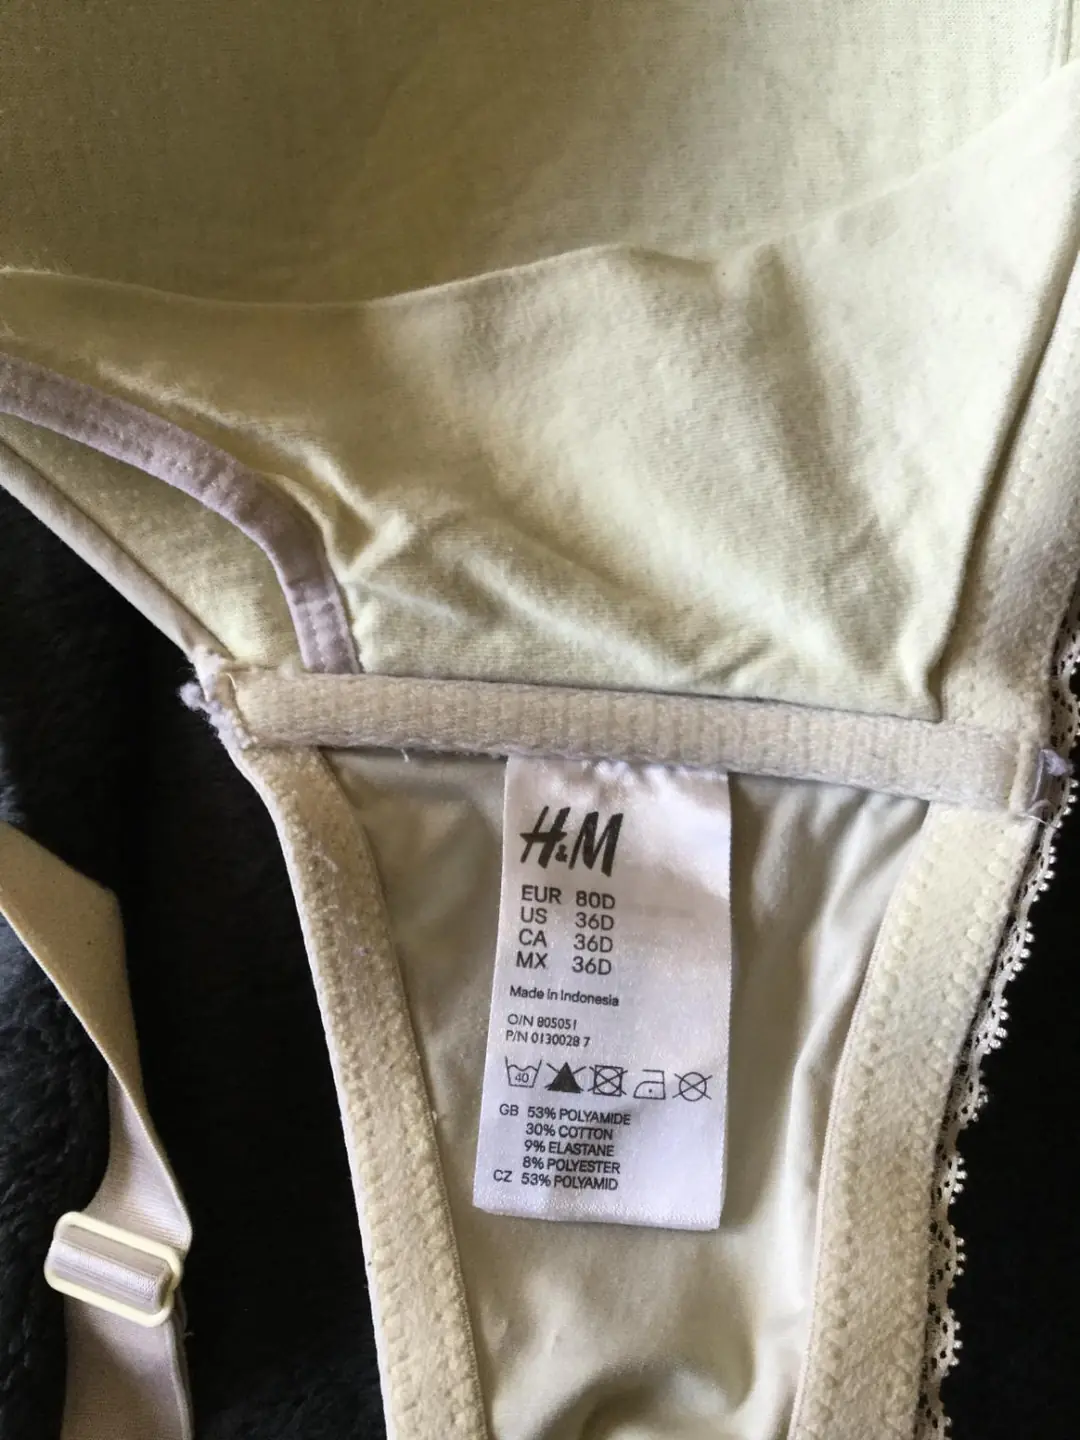 H&M
EUR 80D
US 36D
CA 36D
MX 36D
Made in Indonesia
O/N 805051
P/N 0130028 7
40
GB 53% POLYAMIDE
30% COTTON
9% ELASTANE
8% POLYESTER
CZ 53% POLYAMID